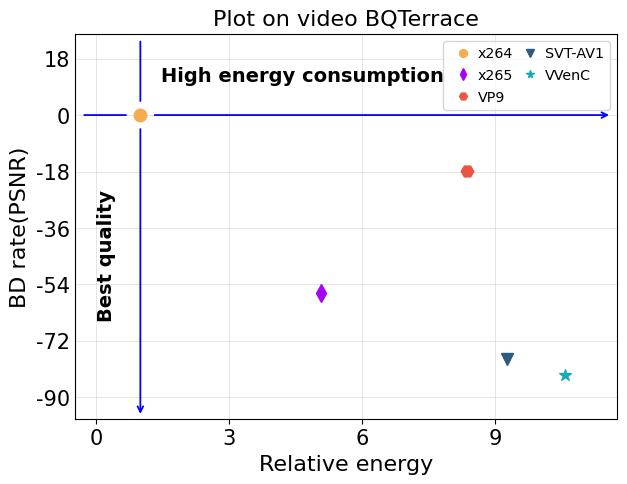 Plot on video BQTerrace
High energy consumption
x264
x265
VP9
SVT-AV1
VVenC
Best quality
BD rate(PSNR)
18
0
-18
-36
-54
-72
-90
0 3 6 9
Relative energy